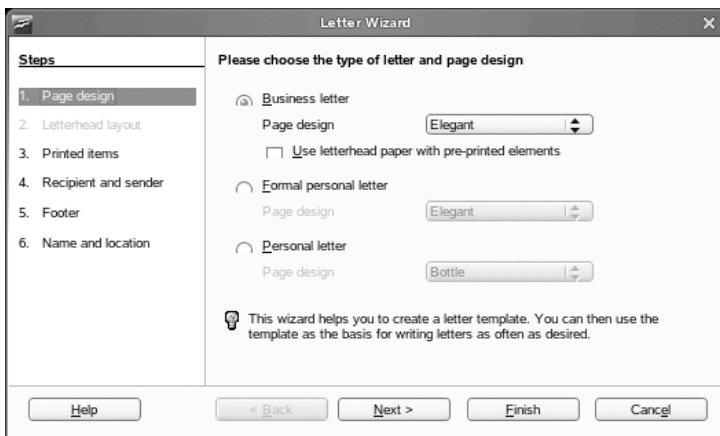 Letter Wizard
Steps
1. Page design
2. Letterhead layout
3. Printed items
4. Recipient and sender
5. Footer
6. Name and location
Please choose the type of letter and page design
Business letter
Page design Elegant
Use letterhead paper with pre-printed elements
Formal personal letter
Page design Elegant
Personal letter
Page design Bottle
This wizard helps you to create a letter template. You can then use the
template as the basis for writing letters as often as desired.
Help < Back Next > Finish Cancel